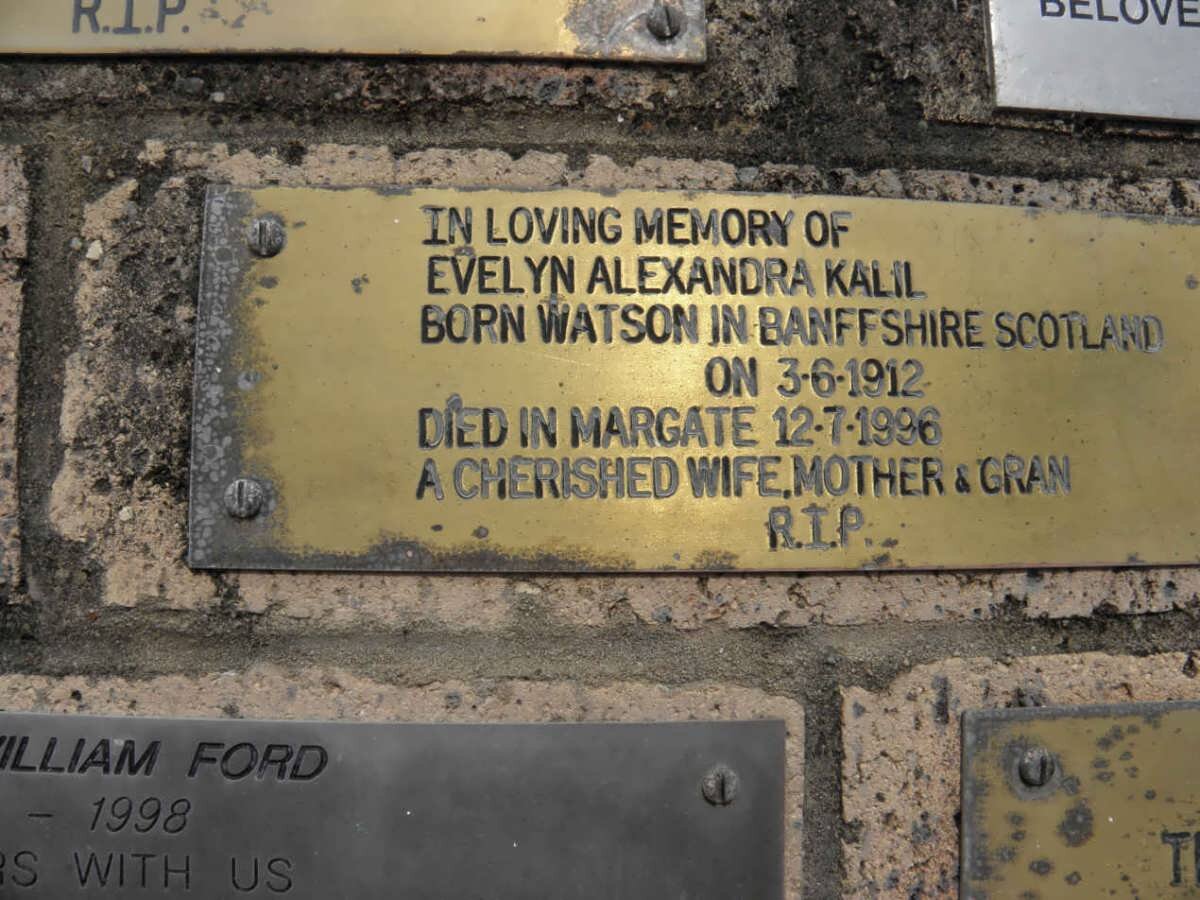 R.I.P.
BELOVE
IN LOVING MEMORY OF
EVELYN ALEXANDRA KALIL
BORN WATSON IN BANFFSHIRE SCOTLAND
ON 3-6-1912
DIED IN MARGATE 12-7-1996
A CHERISHED WIFE, MOTHER & GRAN
R.I.P.
ILLIAM FORD
– 1998
RS WITH US
T